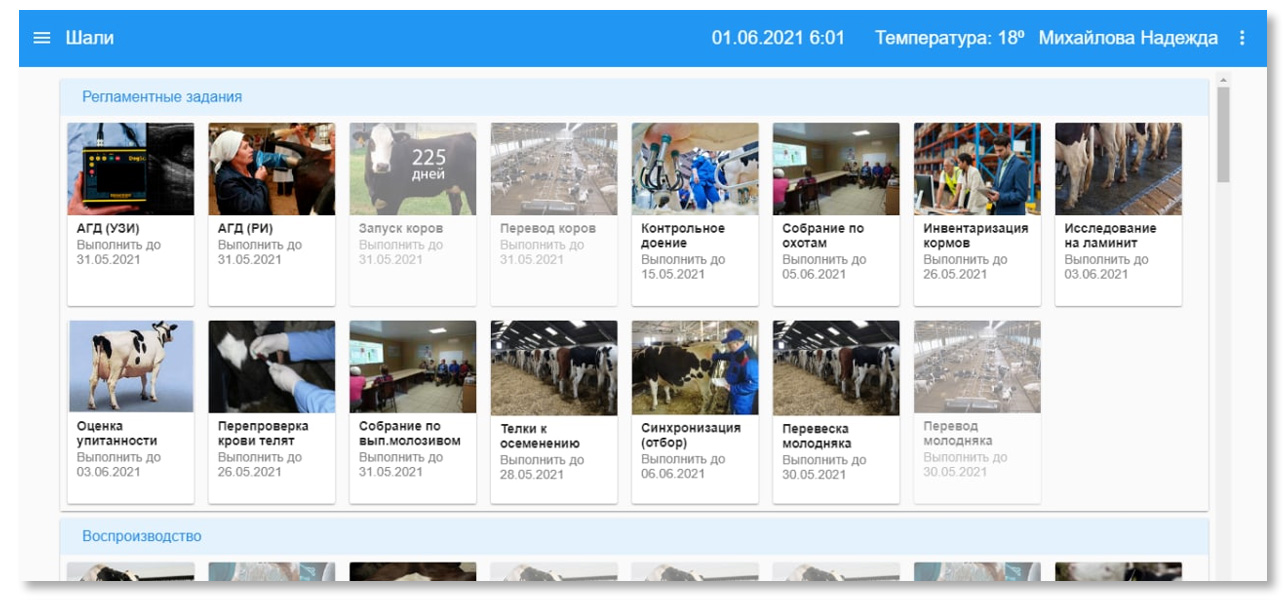 Шали
01.06.2021 6:01 Температура: 18º Михайлова Надежда
Регламентные задания
225
дней
АГД (УЗИ)
Выполнить до
31.05.2021
АГД (РИ)
Выполнить до
31.05.2021
Запуск коров
Выполнить до
31.05.2021
Перевод коров
Выполнить до
31.05.2021
Контрольное
доение
Выполнить до
15.05.2021
Собрание по
охотам
Выполнить до
05.06.2021
Инвентаризация
кормов
Выполнить до
26.05.2021
Исследование
на ламинит
Выполнить до
03.06.2021
Оценка
упитанности
Выполнить до
03.06.2021
Перепроверка
крови телят
Выполнить до
26.05.2021
Собрание по
вып.молозивом
Выполнить до
31.05.2021
Телки к
осеменению
Выполнить до
28.05.2021
Синхронизация
(отбор)
Выполнить до
06.06.2021
Перевеска
молодняка
Выполнить до
30.05.2021
Перевод
молодняка
Выполнить до
30.05.2021
Воспроизводство